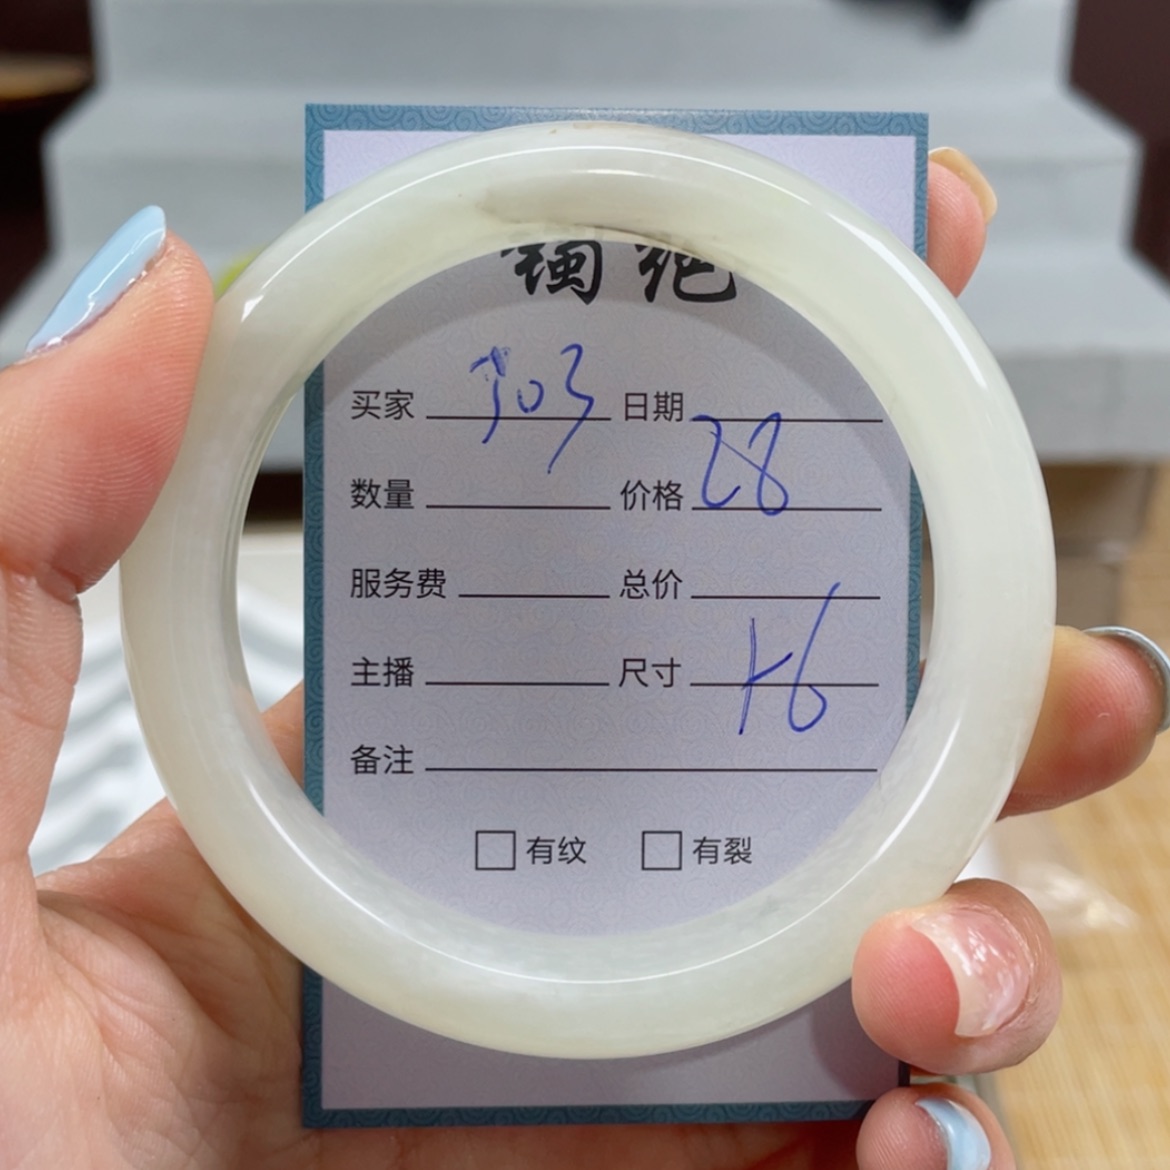 买家 日期
数量 价格 28
服务费 总价
主播 尺寸
备注
有纹 有裂